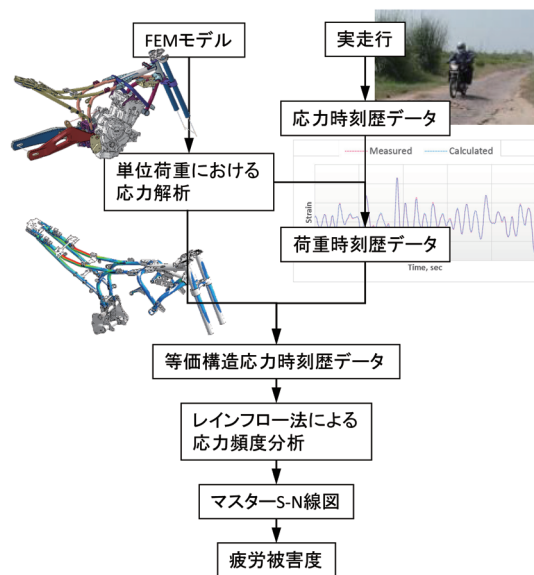 FEMモデル
実走行
応力時刻歴データ
Measured
Calculated
単位荷重における
応力解析
Strain
荷重時刻歴データ
Time, sec
等価構造応力時刻歴データ
レインフロー法による
応力頻度分析
マスターS-N線図
疲労被害度